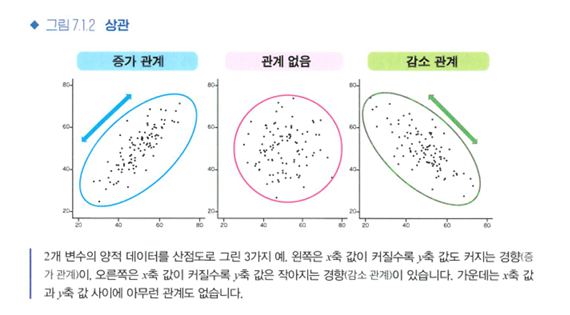 ◆ 그림 7.1.2 상관
증가 관계
관계 없음
감소 관계
80
60
40
20
20 40 60 80
80
60
40
20
20 40 60 80
80
60
40
20
20 40 60 80
2개 변수의 양적 데이터를 산점도로 그린 3가지 예. 왼쪽은 x축 값이 커질수록 y축 값도 커지는 경향(증
가 관계)이, 오른쪽은 x축 값이 커질수록 y축 값은 작아지는 경향(감소 관계)이 있습니다. 가운데는 x축 값
과 y축 값 사이에 아무런 관계도 없습니다.